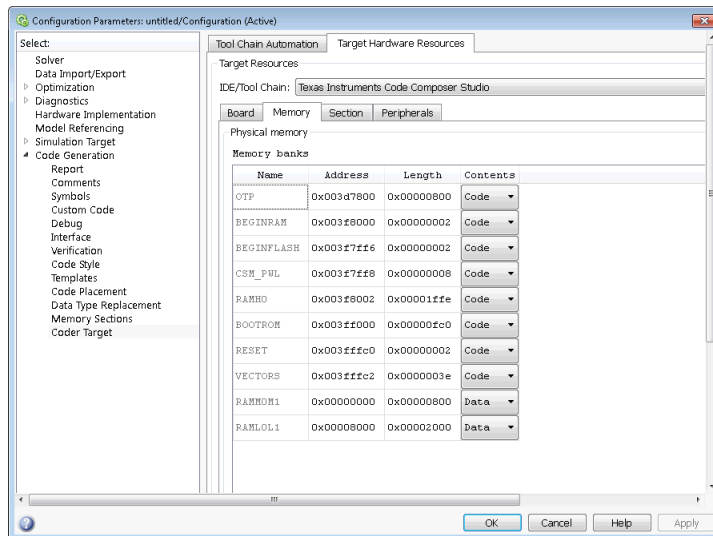 Configuration Parameters: untitled/Configuration (Active)
Select:
Solver
Data Import/Export
Optimization
Diagnostics
Hardware Implementation
Model Referencing
Simulation Target
Code Generation
Report
Comments
Symbols
Custom Code
Debug
Interface
Verification
Code Style
Templates
Code Placement
Data Type Replacement
Memory Sections
Coder Target
Tool Chain Automation Target Hardware Resources
Target Resources
IDE/Tool Chain: Texas Instruments Code Composer Studio
Board Memory Section Peripherals
Physical memory
Memory banks
Name Address Length Contents
OTP 0x003d7800 0x00000800 Code
BEGINRAM 0x003f8000 0x00000002 Code
BEGINFLASH 0x003f7ff6 0x00000002 Code
CSM_PWL 0x003f7ff8 0x00000008 Code
RAMH0 0x003f8002 0x00001ffe Code
BOOTROM 0x003ff000 0x00000fc0 Code
RESET 0x003fffc0 0x00000002 Code
VECTORS 0x003fffc2 0x0000003e Code
RAMM0M1 0x00000000 0x00000800 Data
RAML0L1 0x00008000 0x00002000 Data
OK Cancel Help Apply